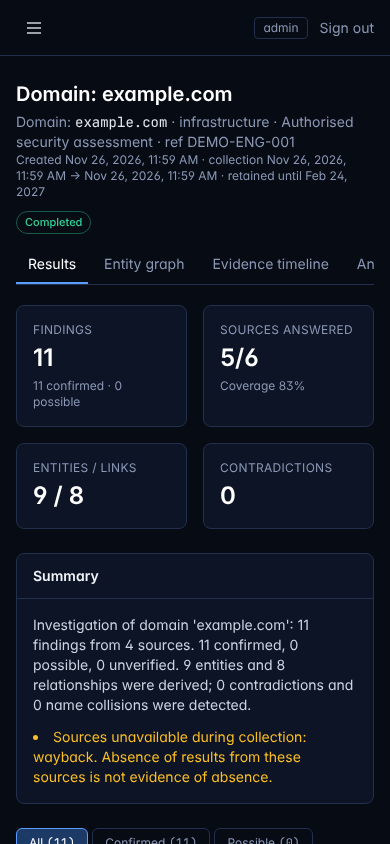 admin Sign out
Domain: example.com
Domain: example.com · infrastructure · Authorised
security assessment · ref DEMO-ENG-001
Created Nov 26, 2026, 11:59 AM · collection Nov 26, 2026,
11:59 AM → Nov 26, 2026, 11:59 AM · retained until Feb 24,
2027
Completed
Results Entity graph Evidence timeline An
FINDINGS
11
11 confirmed · 0
possible
SOURCES ANSWERED
5/6
Coverage 83%
ENTITIES / LINKS
9 / 8
CONTRADICTIONS
0
Summary
Investigation of domain 'example.com': 11
findings from 4 sources. 11 confirmed, 0
possible, 0 unverified. 9 entities and 8
relationships were derived; 0 contradictions and
0 name collisions were detected.
• Sources unavailable during collection:
wayback. Absence of results from these
sources is not evidence of absence.
All (11) Confirmed (11) Possible (0)